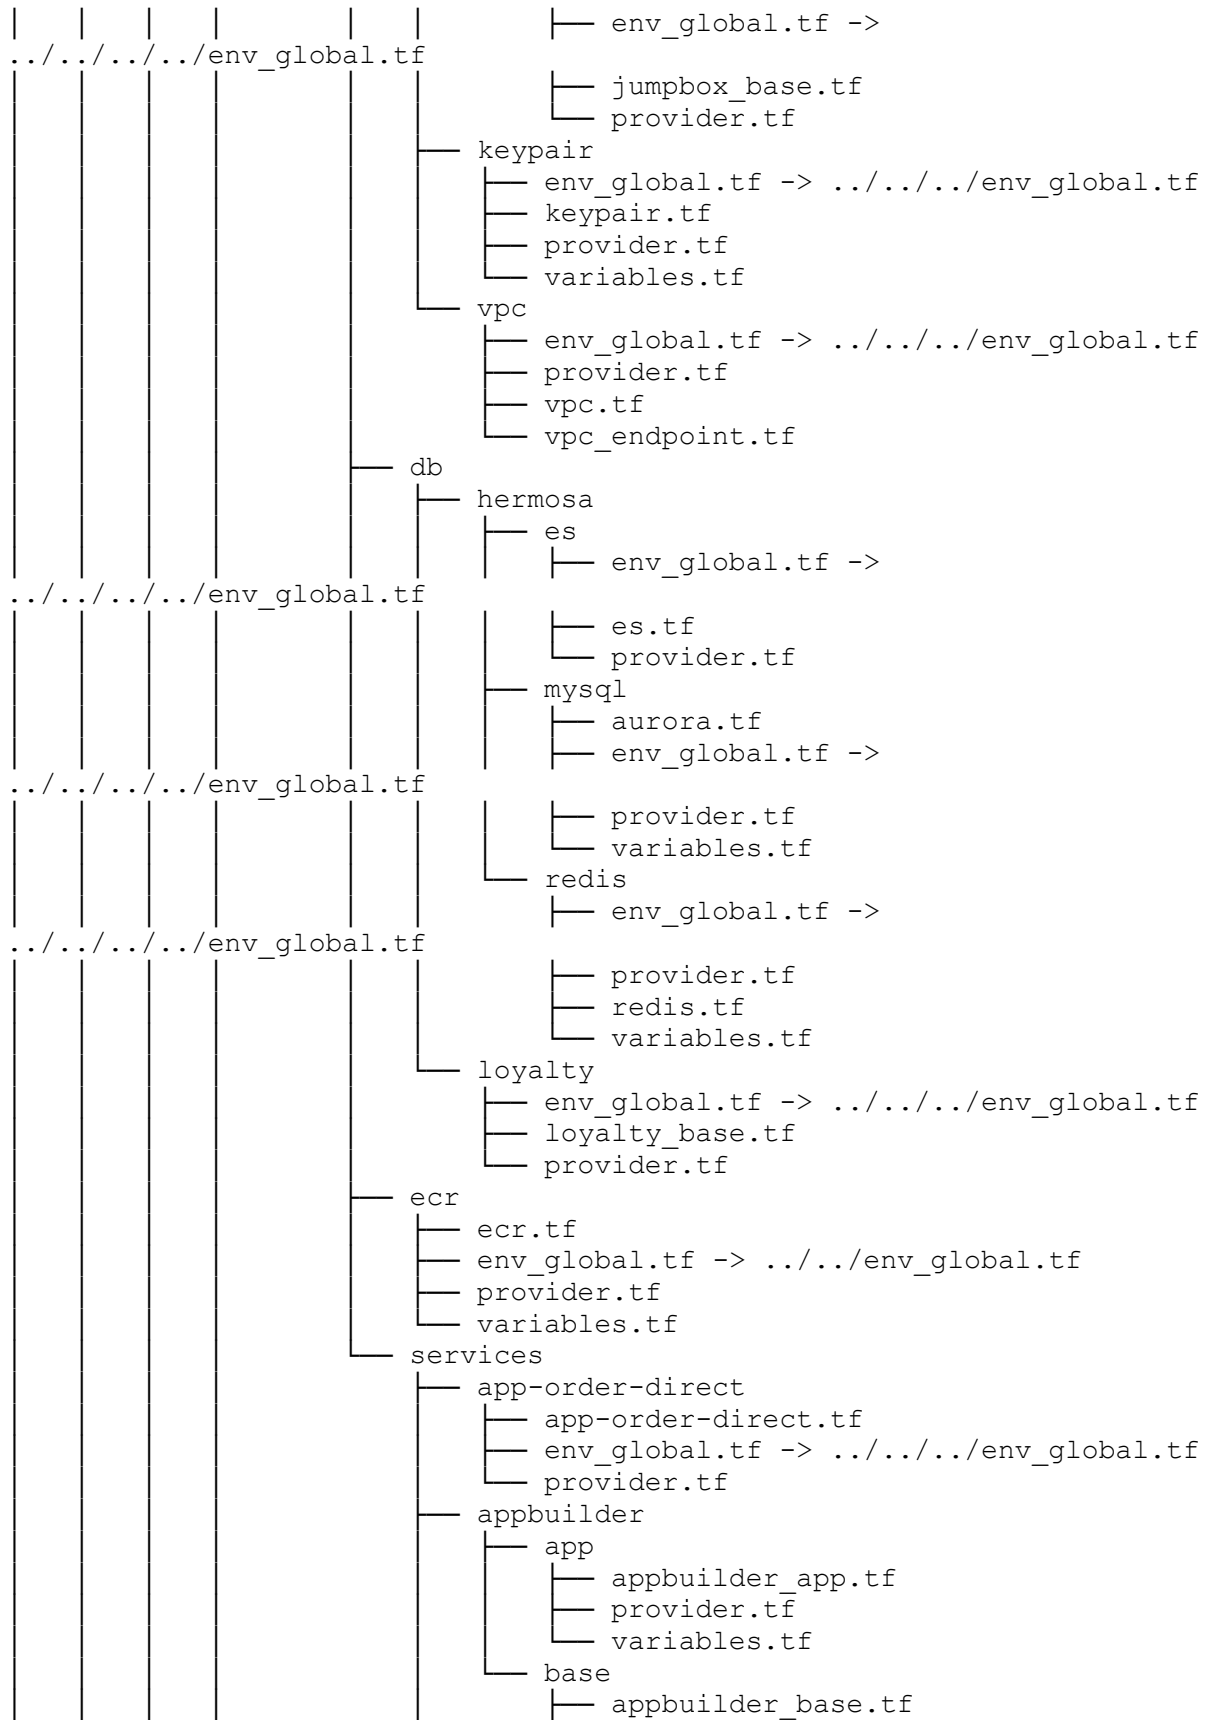 │   │   │   │       │   │       ├── env_global.tf ->
../../../../env_global.tf
│   │   │   │       │   │       ├── jumpbox_base.tf
│   │   │   │       │   │       └── provider.tf
│   │   │   │       │   ├── keypair
│   │   │   │       │   │   ├── env_global.tf -> ../../../env_global.tf
│   │   │   │       │   │   ├── keypair.tf
│   │   │   │       │   │   ├── provider.tf
│   │   │   │       │   │   └── variables.tf
│   │   │   │       │   └── vpc
│   │   │   │       │       ├── env_global.tf -> ../../../env_global.tf
│   │   │   │       │       ├── provider.tf
│   │   │   │       │       ├── vpc.tf
│   │   │   │       │       └── vpc_endpoint.tf
│   │   │   │       ├── db
│   │   │   │       │   ├── hermosa
│   │   │   │       │   │   ├── es
│   │   │   │       │   │   │   ├── env_global.tf ->
../../../../env_global.tf
│   │   │   │       │   │   │   ├── es.tf
│   │   │   │       │   │   │   └── provider.tf
│   │   │   │       │   │   ├── mysql
│   │   │   │       │   │   │   ├── aurora.tf
│   │   │   │       │   │   │   ├── env_global.tf ->
../../../../env_global.tf
│   │   │   │       │   │   │   ├── provider.tf
│   │   │   │       │   │   │   └── variables.tf
│   │   │   │       │   │   └── redis
│   │   │   │       │   │       ├── env_global.tf ->
../../../../env_global.tf
│   │   │   │       │   │       ├── provider.tf
│   │   │   │       │   │       ├── redis.tf
│   │   │   │       │   │       └── variables.tf
│   │   │   │       │   └── loyalty
│   │   │   │       │       ├── env_global.tf -> ../../../env_global.tf
│   │   │   │       │       ├── loyalty_base.tf
│   │   │   │       │       └── provider.tf
│   │   │   │       ├── ecr
│   │   │   │       │   ├── ecr.tf
│   │   │   │       │   ├── env_global.tf -> ../../env_global.tf
│   │   │   │       │   ├── provider.tf
│   │   │   │       │   └── variables.tf
│   │   │   │       └── services
│   │   │   │           ├── app-order-direct
│   │   │   │           │   ├── app-order-direct.tf
│   │   │   │           │   ├── env_global.tf -> ../../../env_global.tf
│   │   │   │           │   └── provider.tf
│   │   │   │           ├── appbuilder
│   │   │   │           │   ├── app
│   │   │   │           │   │   ├── appbuilder_app.tf
│   │   │   │           │   │   ├── provider.tf
│   │   │   │           │   │   └── variables.tf
│   │   │   │           │   └── base
│   │   │   │           │       ├── appbuilder_base.tf